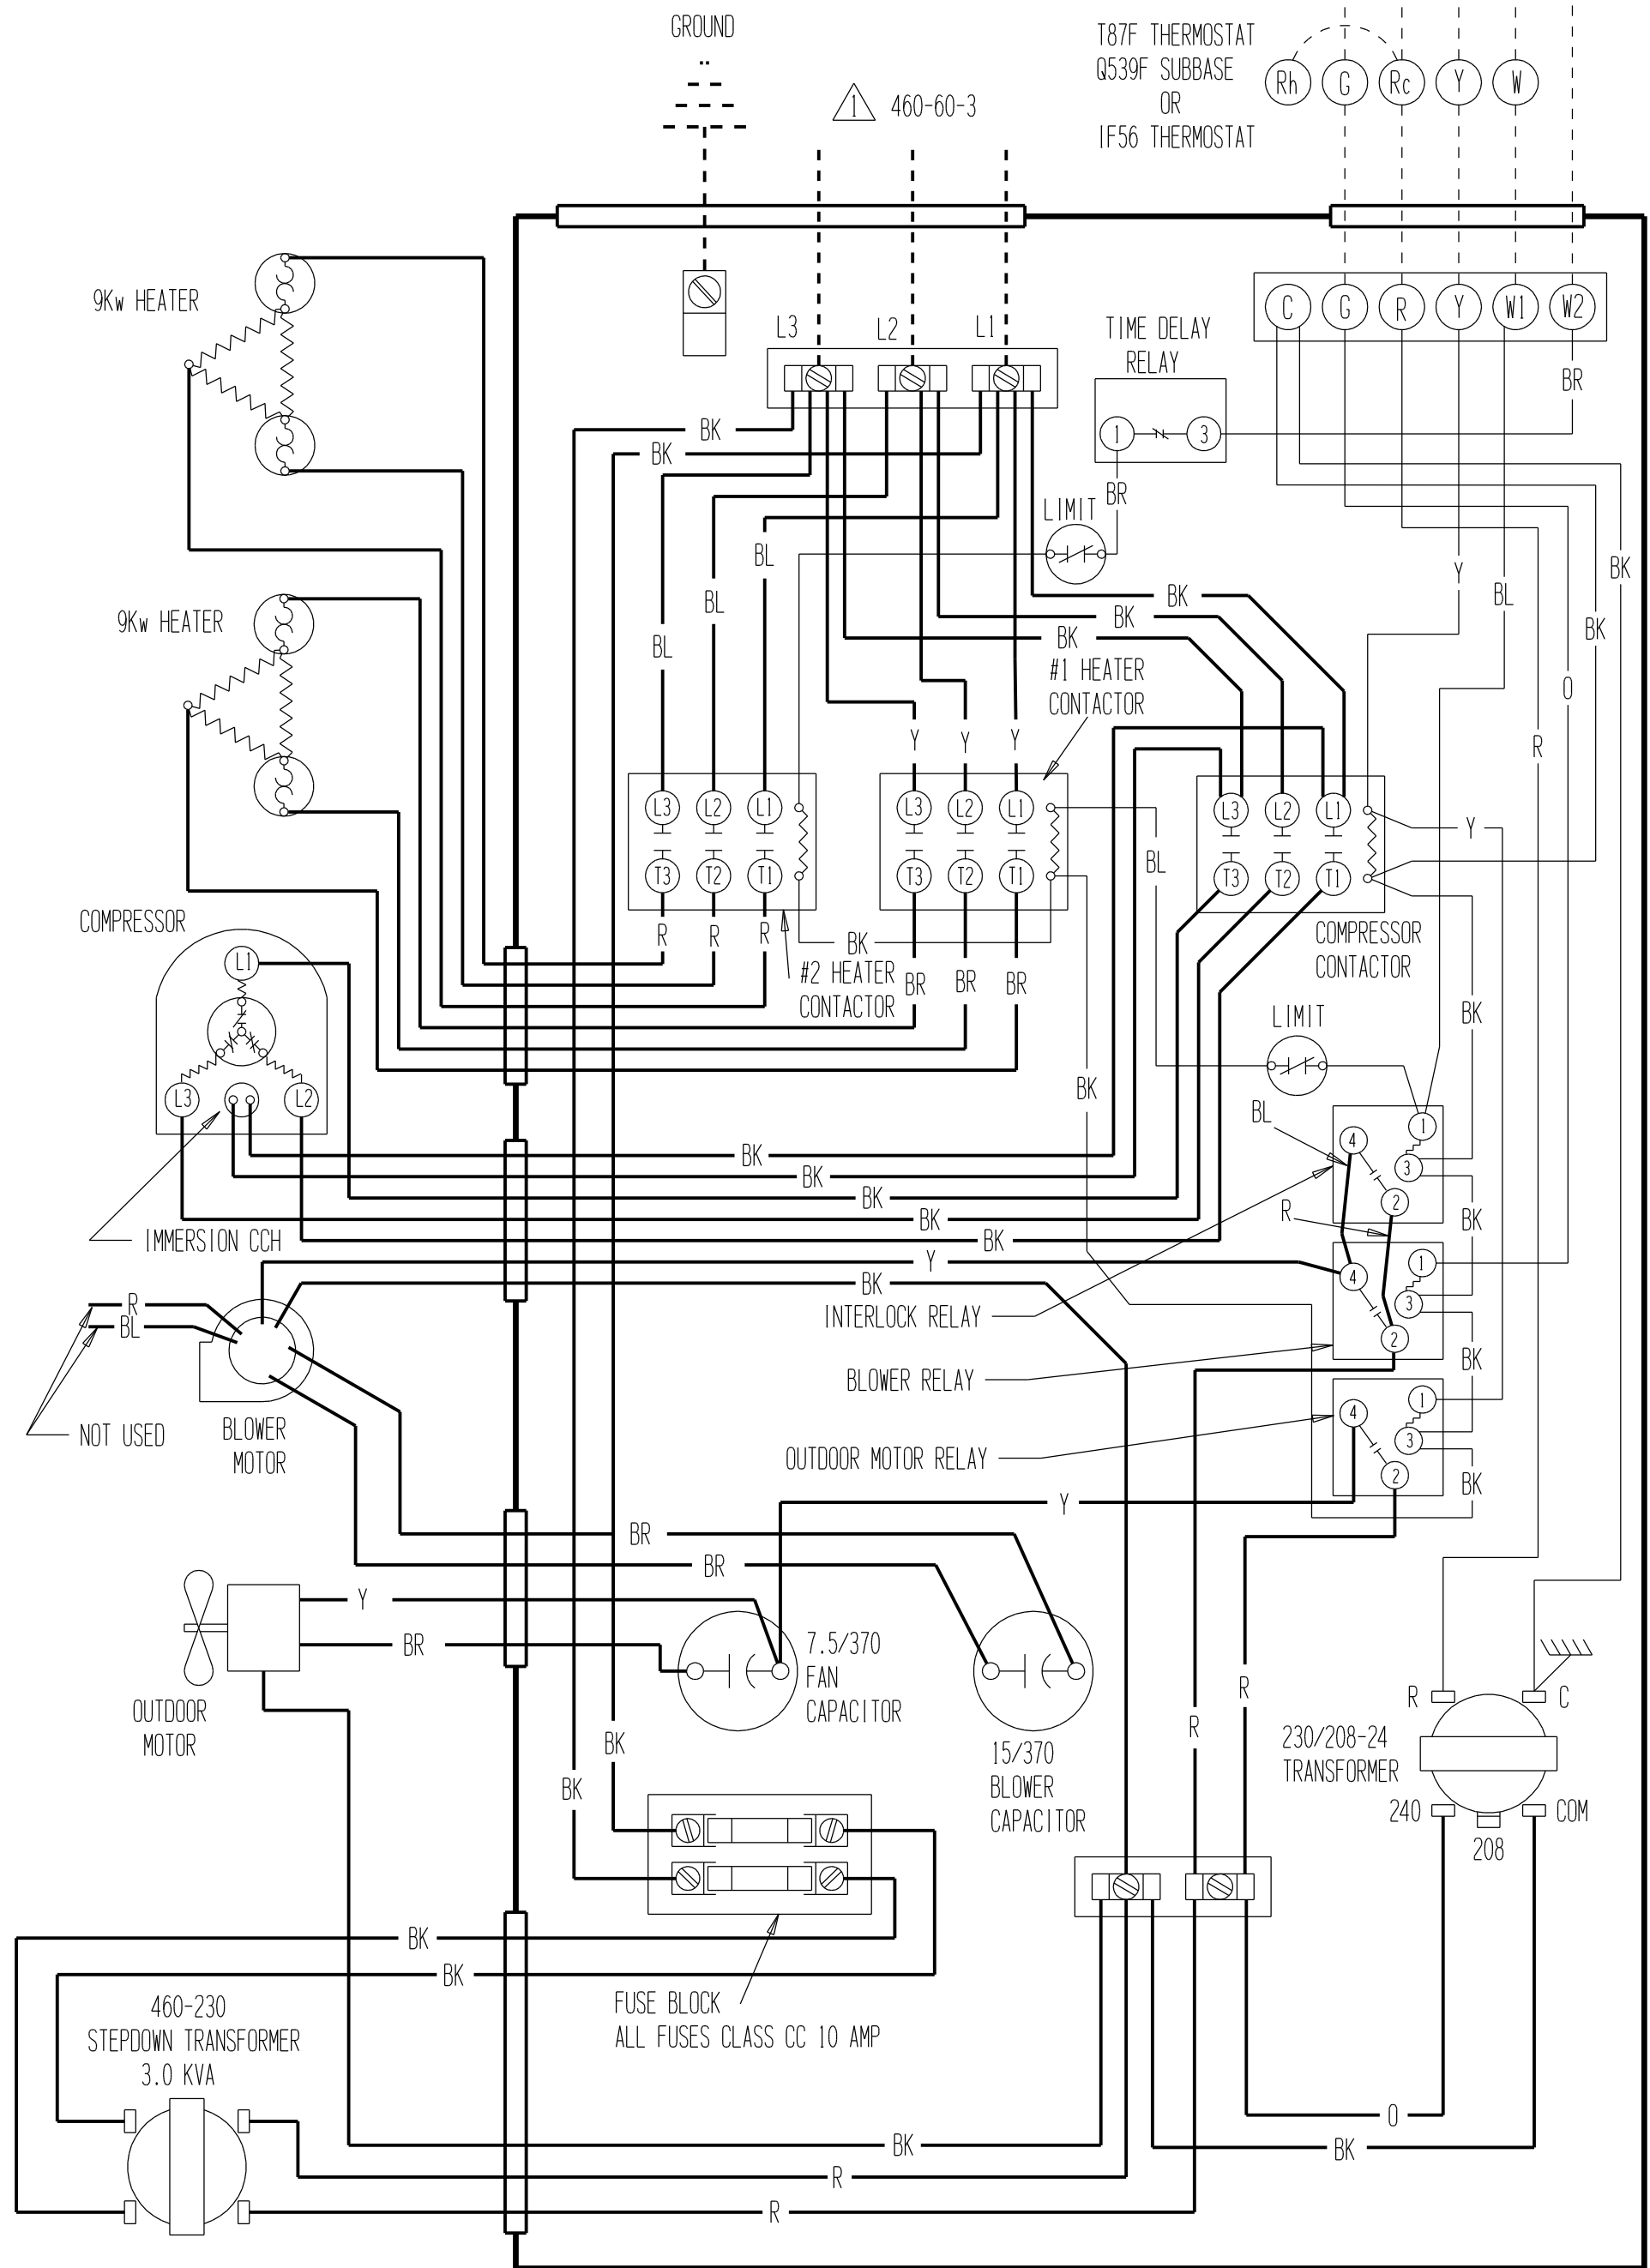 GROUND
1 460-60-3
T87F THERMOSTAT
Q539F SUBBASE
OR
1F56 THERMOSTAT
Rh G Rc Y W
C G R Y W1 W2
9Kw HEATER
L3 L2 L1
TIME DELAY
RELAY
1 3
BR
BK
BK
BR
LIMIT
BL
BL
BL
Y
BL
BK
BK
BK
BK
BK
9Kw HEATER
#1 HEATER
CONTACTOR
O
R
Y Y Y
L3 L2 L1
L3 L2 L1
L3 L2 L1
Y
BL
T3 T2 T1
T3 T2 T1
T3 T2 T1
COMPRESSOR
R R R
BK
COMPRESSOR
CONTACTOR
#2 HEATER
CONTACTOR
BR BR BR
L1
BK
LIMIT
L3 L2
BK
BL
1
4
3
2
BK
BK
BK
BK
BK
R
BK
IMMERSION CCH
Y
BK
1
4
3
2
INTERLOCK RELAY
R
BL
BLOWER RELAY
BK
NOT USED
BLOWER
MOTOR
1
4
3
2
OUTDOOR MOTOR RELAY
BK
Y
BR
BR
Y
BR
7.5/370
FAN
CAPACITOR
OUTDOOR
MOTOR
R
R
R C
BK
BK
15/370
BLOWER
CAPACITOR
230/208-24
TRANSFORMER
240 COM
208
BK
BK
FUSE BLOCK
ALL FUSES CLASS CC 10 AMP
460-230
STEPDOWN TRANSFORMER
3.0 KVA
O
BK
BK
R
R